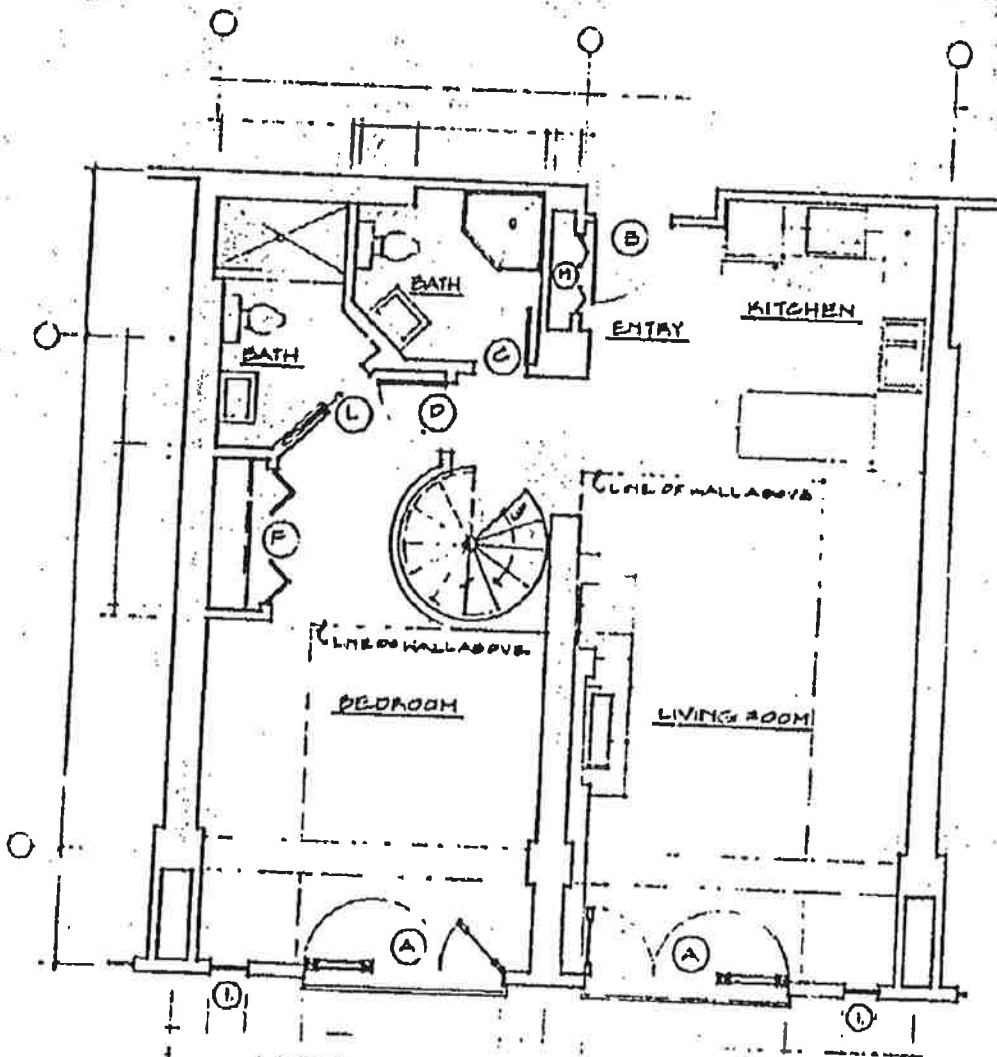 B
H
BATH
KITCHEN
ENTRY
BATH
C
L
D
LINE OF WALL ABOVE
F
LINE OF WALL ABOVE
BEDROOM
LIVING ROOM
A
A
1.
1.